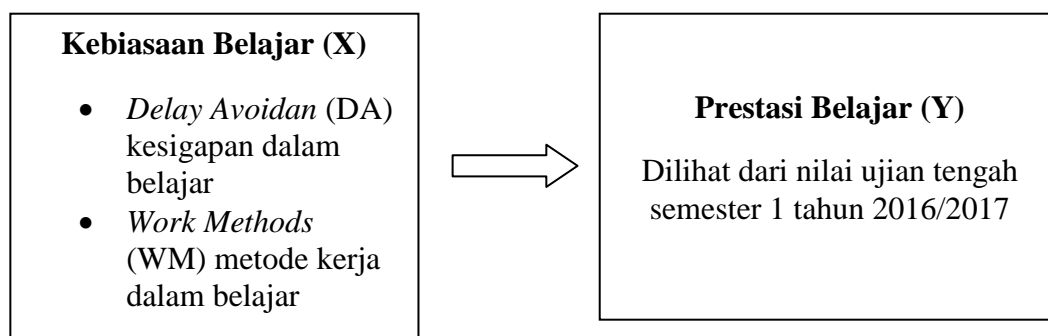 Kebiasaan Belajar (X)
• Delay Avoidan (DA)
kesigapan dalam
belajar
• Work Methods
(WM) metode kerja
dalam belajar
Prestasi Belajar (Y)
Dilihat dari nilai ujian tengah
semester 1 tahun 2016/2017